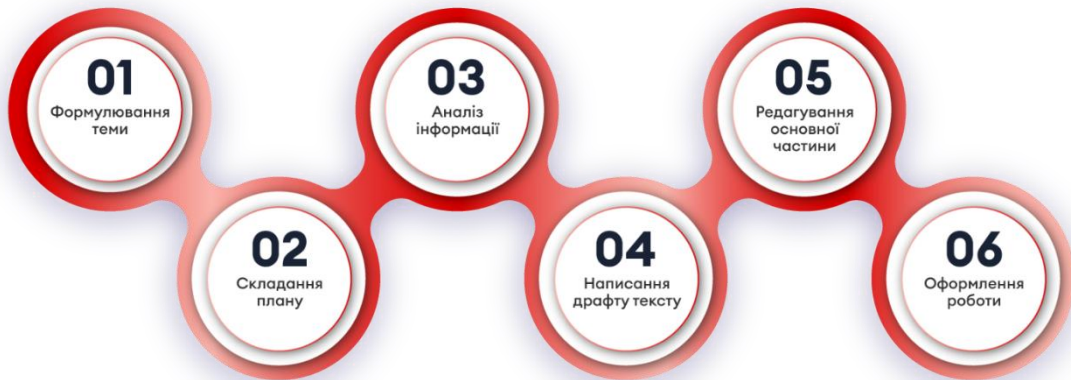 01
Формулювання
теми
02
Складання
плану
03
Аналіз
інформації
04
Написання
драфту тексту
05
Редагування
основної
частини
06
Оформлення
роботи